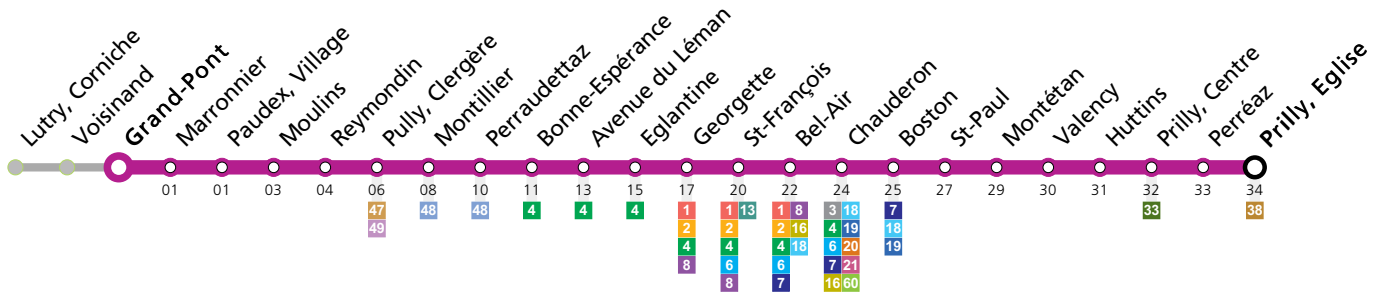 Lutry, Corniche
Voisinand
Grand-Pont
Marronnier
Paudex, Village
Moulins
Reymondin
Pully, Clergère
Montillier
Perraudettaz
Bonne-Espérance
Avenue du Léman
Eglantine
Georgette
St-François
Bel-Air
Chauderon
Boston
St-Paul
Montétan
Valency
Huttins
Prilly, Centre
Perréaz
Prilly, Eglise
01 01 03 04 06 08 10 11 13 15 17 20 22 24 25 27 29 30 31 32 33 34
47 48 48 4 4 4 1 1 13 1 8 3 18 7 33 38
49 2 2 2 16 4 19 18
4 4 4 18 6 20 19
8 6 6 7 21
8 7 16 60